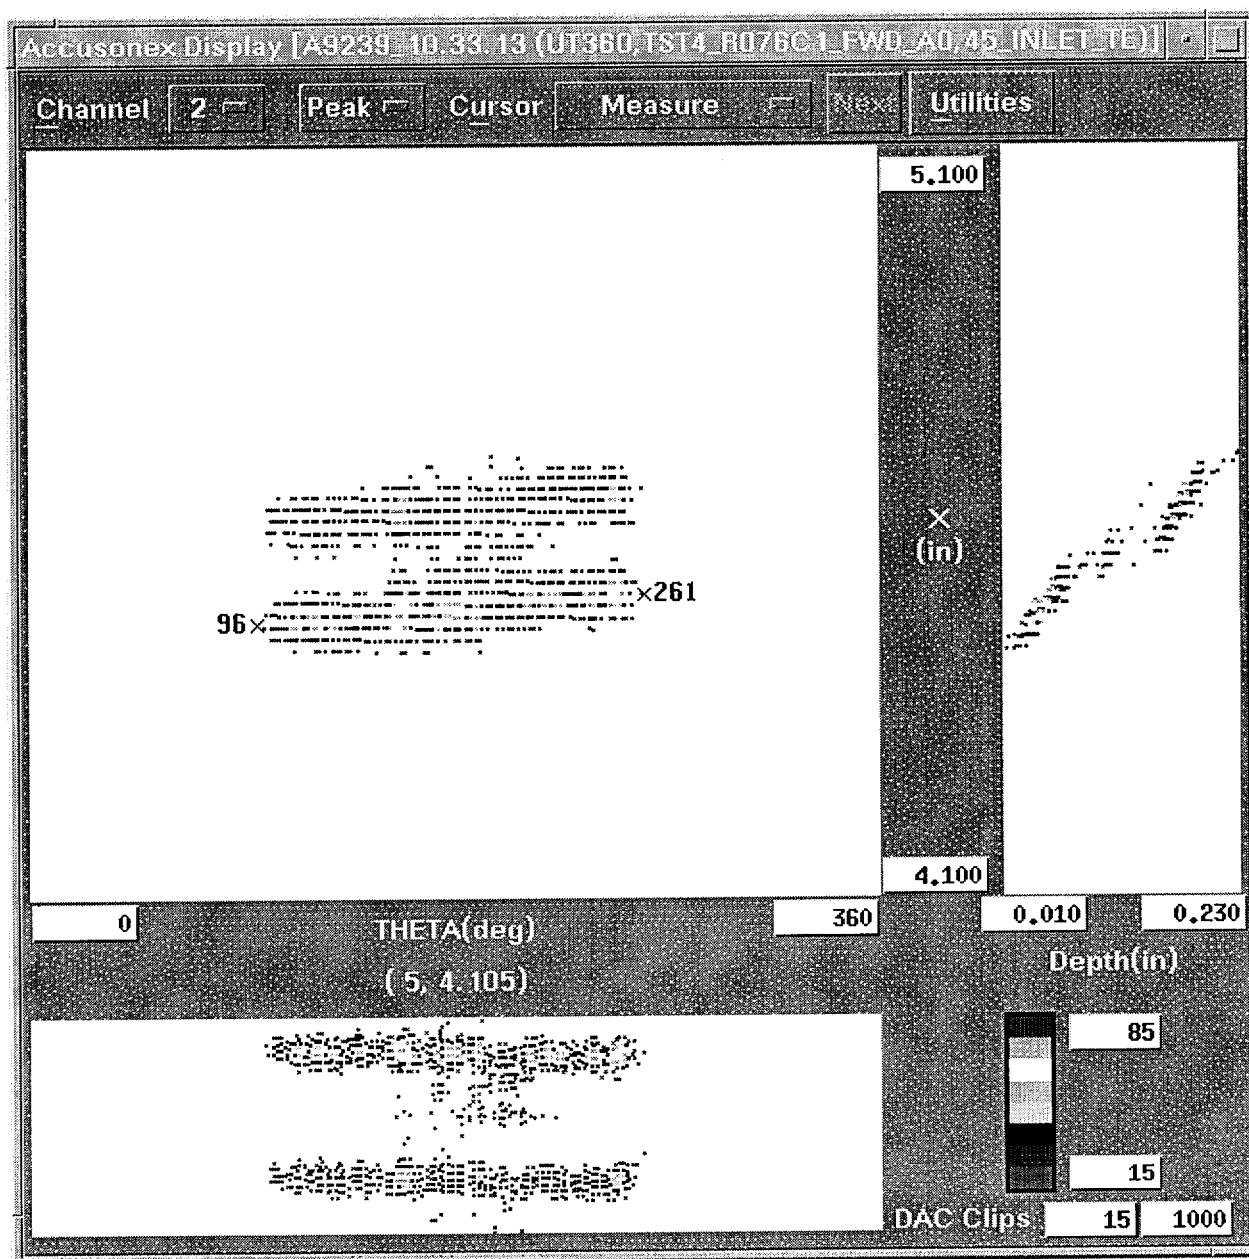 Accusonex Display [A9239_10.33.13 (UT360,TST4_R076C1_FWD_A0,45_INLET_TE)]
Channel 2 Peak Cursor Measure Next Utilities
5.100
X
(in)
×261
96×
4.100
0 THETA(deg) 360 0.010 0.230
( 5, 4.105) Depth(in)
85
15
DAC Clips 15 1000